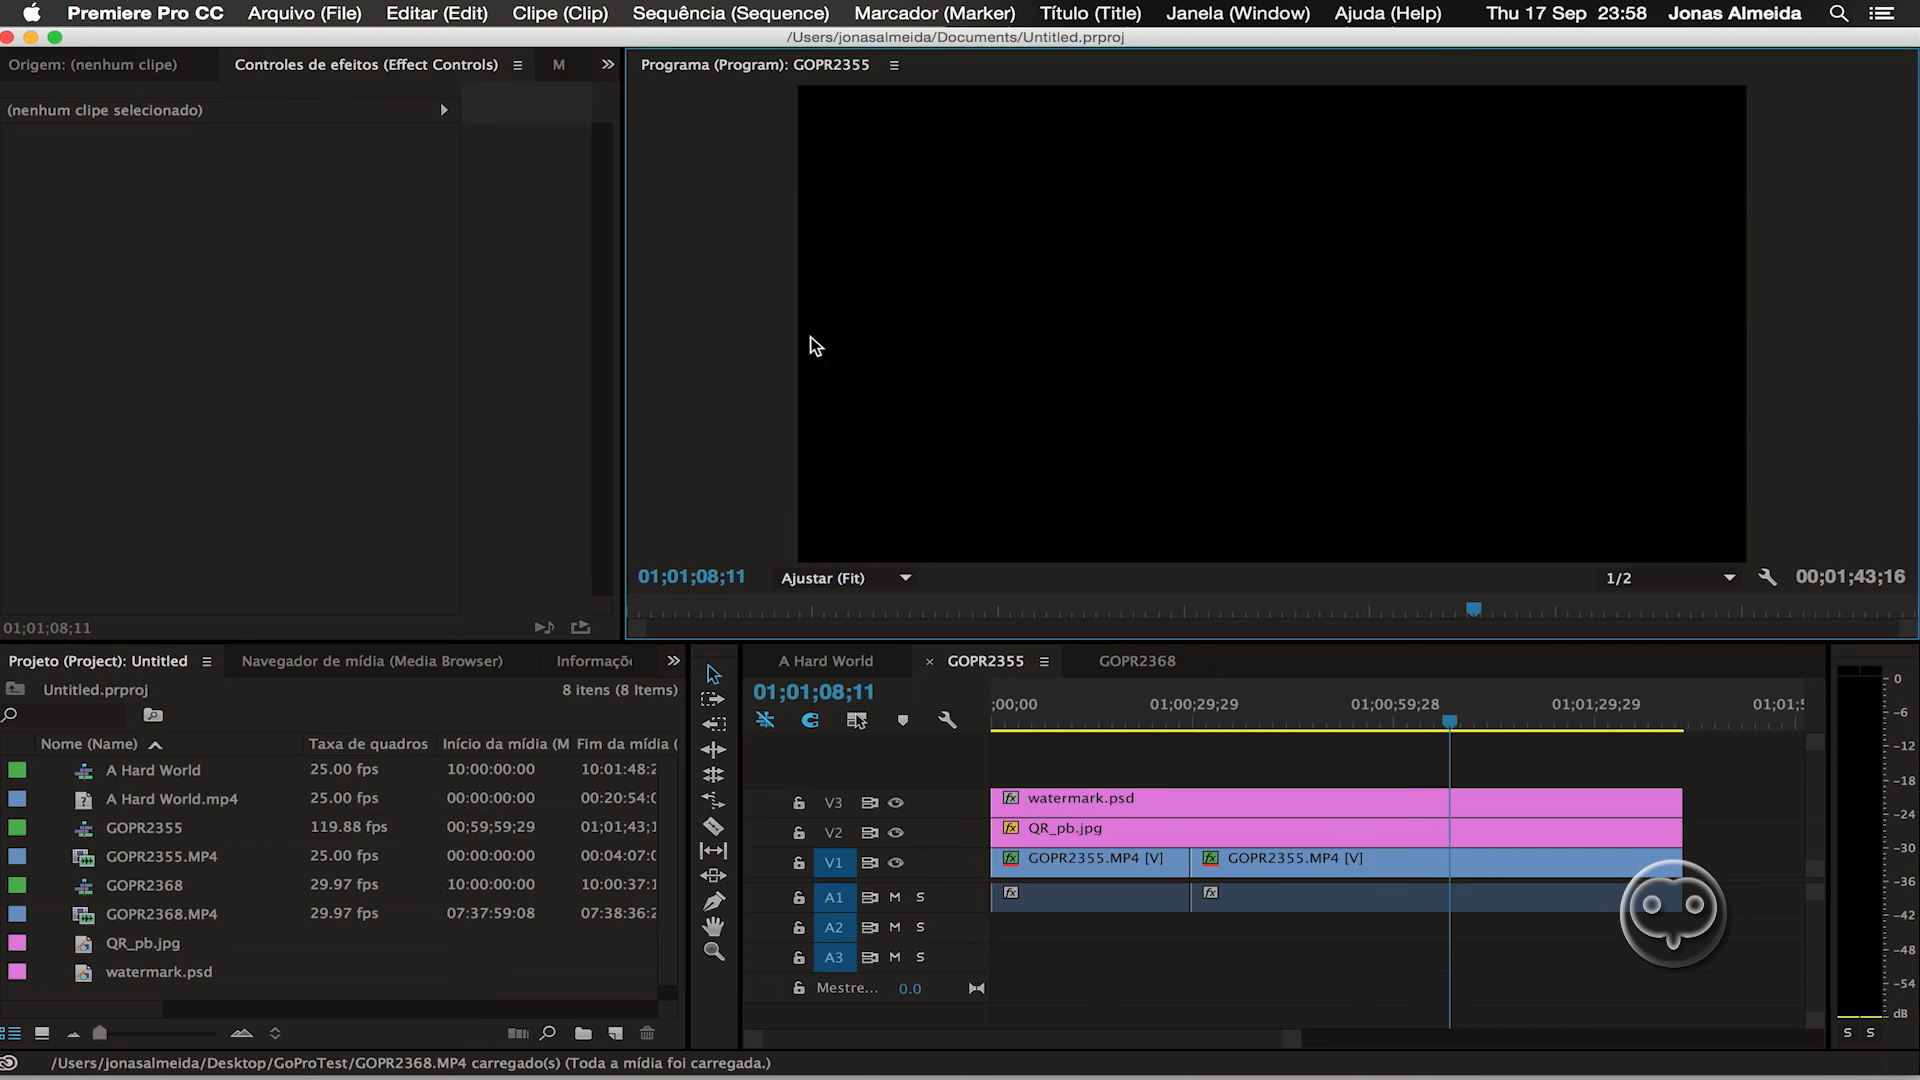 Premiere Pro CC Arquivo (File) Editar (Edit) Clipe (Clip) Sequência (Sequence) Marcador (Marker) Título (Title) Janela (Window) Ajuda (Help) Thu 17 Sep 23:58 Jonas Almeida
/Users/jonasalmeida/Documents/Untitled.prproj
Origem: (nenhum clipe) Controles de efeitos (Effect Controls) M
Programa (Program): GOPR2355
(nenhum clipe selecionado)
01;01;08;11 Ajustar (Fit) 1/2 00;01;43;16
01;01;08;11
Projeto (Project): Untitled Navegador de mídia (Media Browser) Informaçõ
Untitled.prproj 8 itens (8 Items)
Nome (Name) Taxa de quadros Início da mídia (M Fim da mídia (
A Hard World 25.00 fps 10:00:00:00 10:01:48:2
A Hard World.mp4 25.00 fps 00:00:00:00 00:20:54:0
GOPR2355 119.88 fps 00;59;59;29 01;01;43;1
GOPR2355.MP4 25.00 fps 00:00:00:00 00:04:07:0
GOPR2368 29.97 fps 10:00:00:00 10:00:37:1
GOPR2368.MP4 29.97 fps 07:37:59:08 07:38:36:2
QR_pb.jpg
watermark.psd
A Hard World × GOPR2355 GOPR2368
01;01;08;11
;00;00 01;00;29;29 01;00;59;28 01;01;29;29 01;01;5
V3 fx watermark.psd
V2 fx QR_pb.jpg
V1 fx GOPR2355.MP4 [V] fx GOPR2355.MP4 [V]
A1 M S fx fx
A2 M S
A3 M S
Mestre... 0.0
0
-6
-12
-18
-24
-30
-36
-42
-48
-54
dB
S S
/Users/jonasalmeida/Desktop/GoProTest/GOPR2368.MP4 carregado(s) (Toda a mídia foi carregada.)